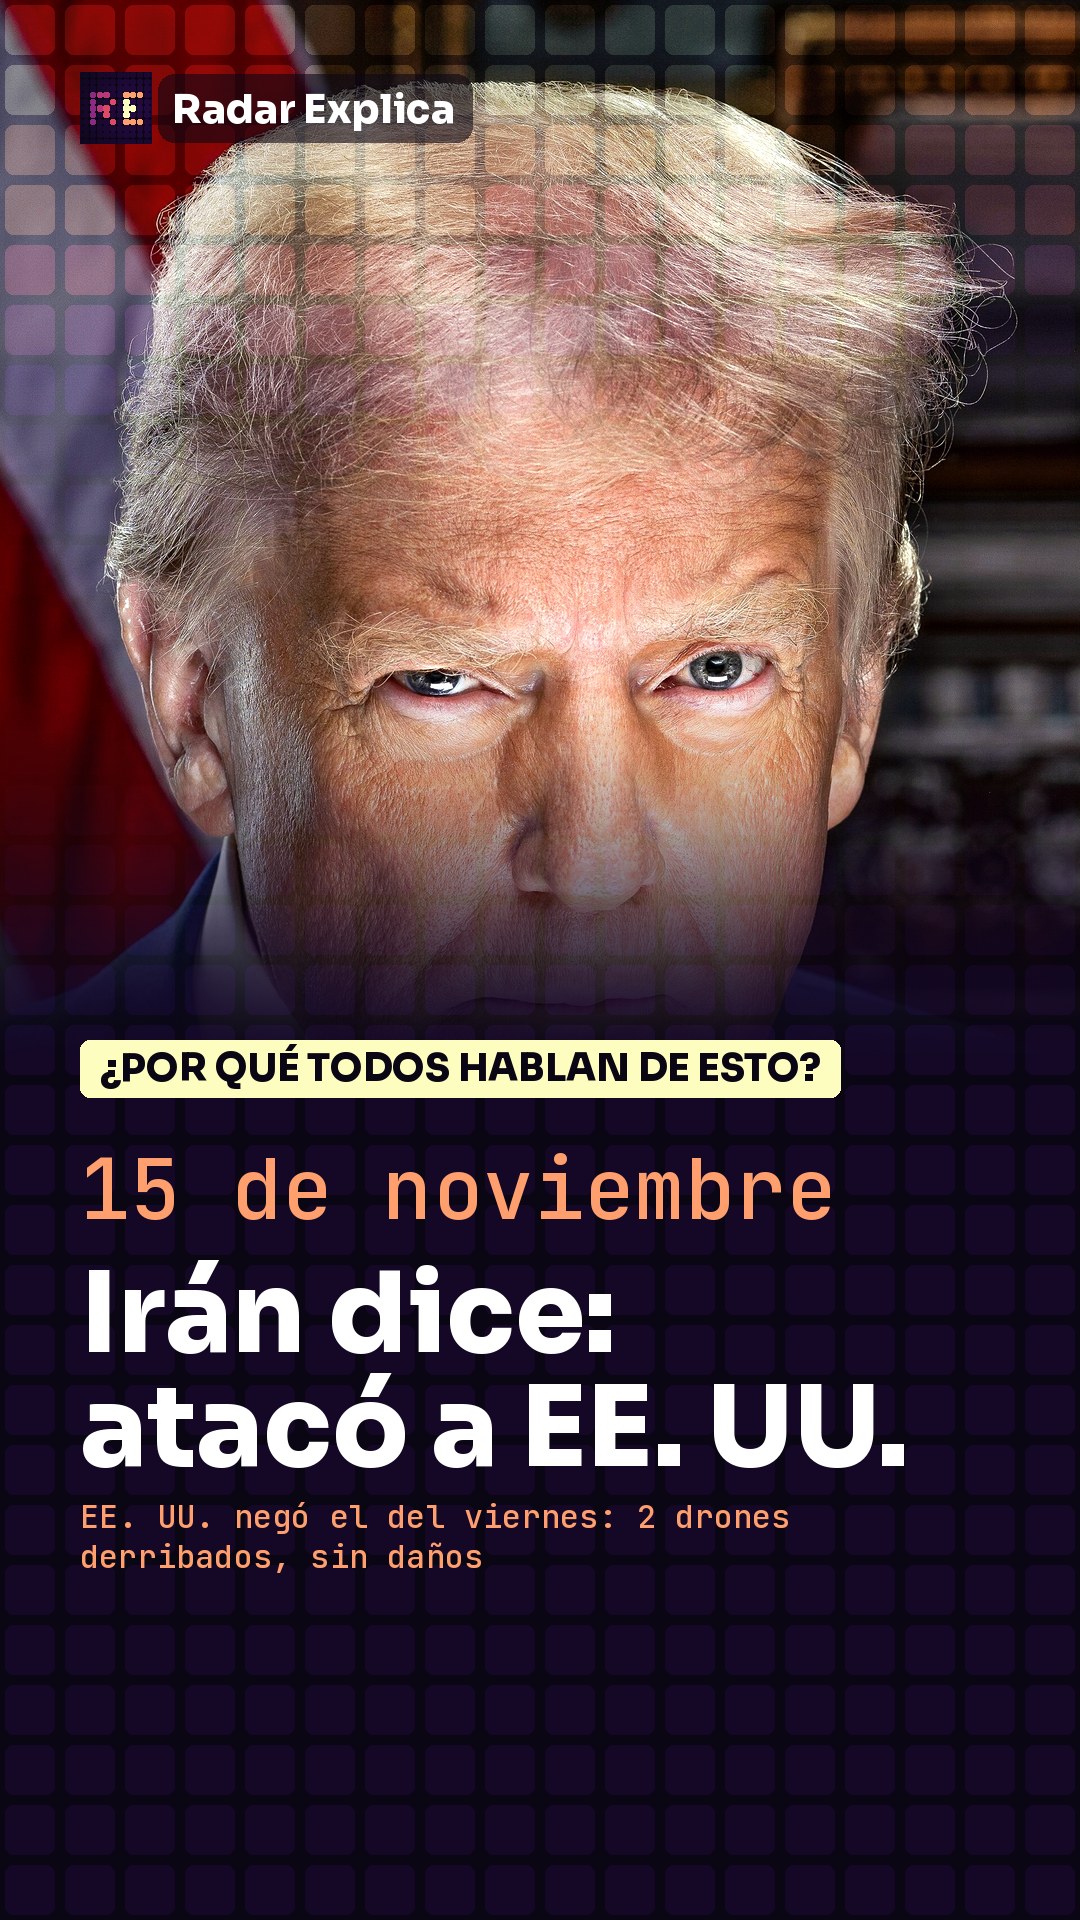 RE Radar Explica
¿POR QUÉ TODOS HABLAN DE ESTO?
15 de noviembre
Irán dice:
atacó a EE. UU.
EE. UU. negó el del viernes: 2 drones
derribados, sin daños